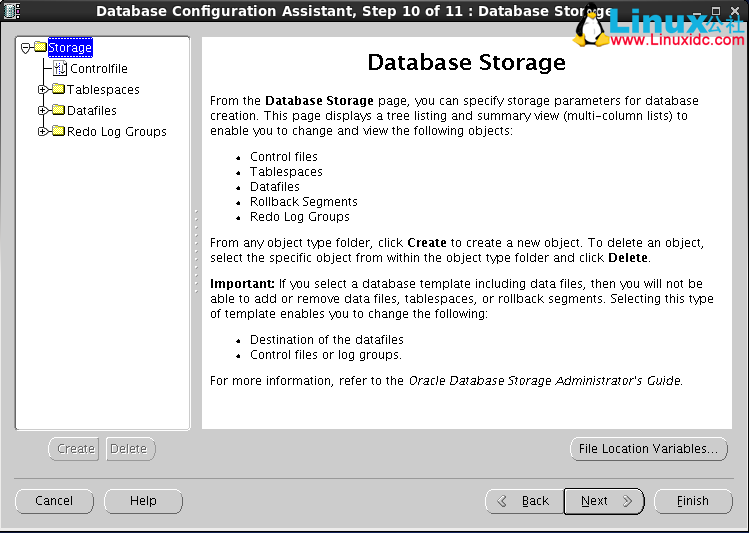 Database Configuration Assistant, Step 10 of 11 : Database Storage
Linux公社
www.Linuxidc.com
Storage
Controlfile
Tablespaces
Datafiles
Redo Log Groups
Database Storage
From the Database Storage page, you can specify storage parameters for database
creation. This page displays a tree listing and summary view (multi-column lists) to
enable you to change and view the following objects:
Control files
Tablespaces
Datafiles
Rollback Segments
Redo Log Groups
From any object type folder, click Create to create a new object. To delete an object,
select the specific object from within the object type folder and click Delete.
Important: If you select a database template including data files, then you will not be
able to add or remove data files, tablespaces, or rollback segments. Selecting this type
of template enables you to change the following:
Destination of the datafiles
Control files or log groups.
For more information, refer to the Oracle Database Storage Administrator's Guide.
Create
Delete
File Location Variables...
Cancel
Help
Back
Next
Finish